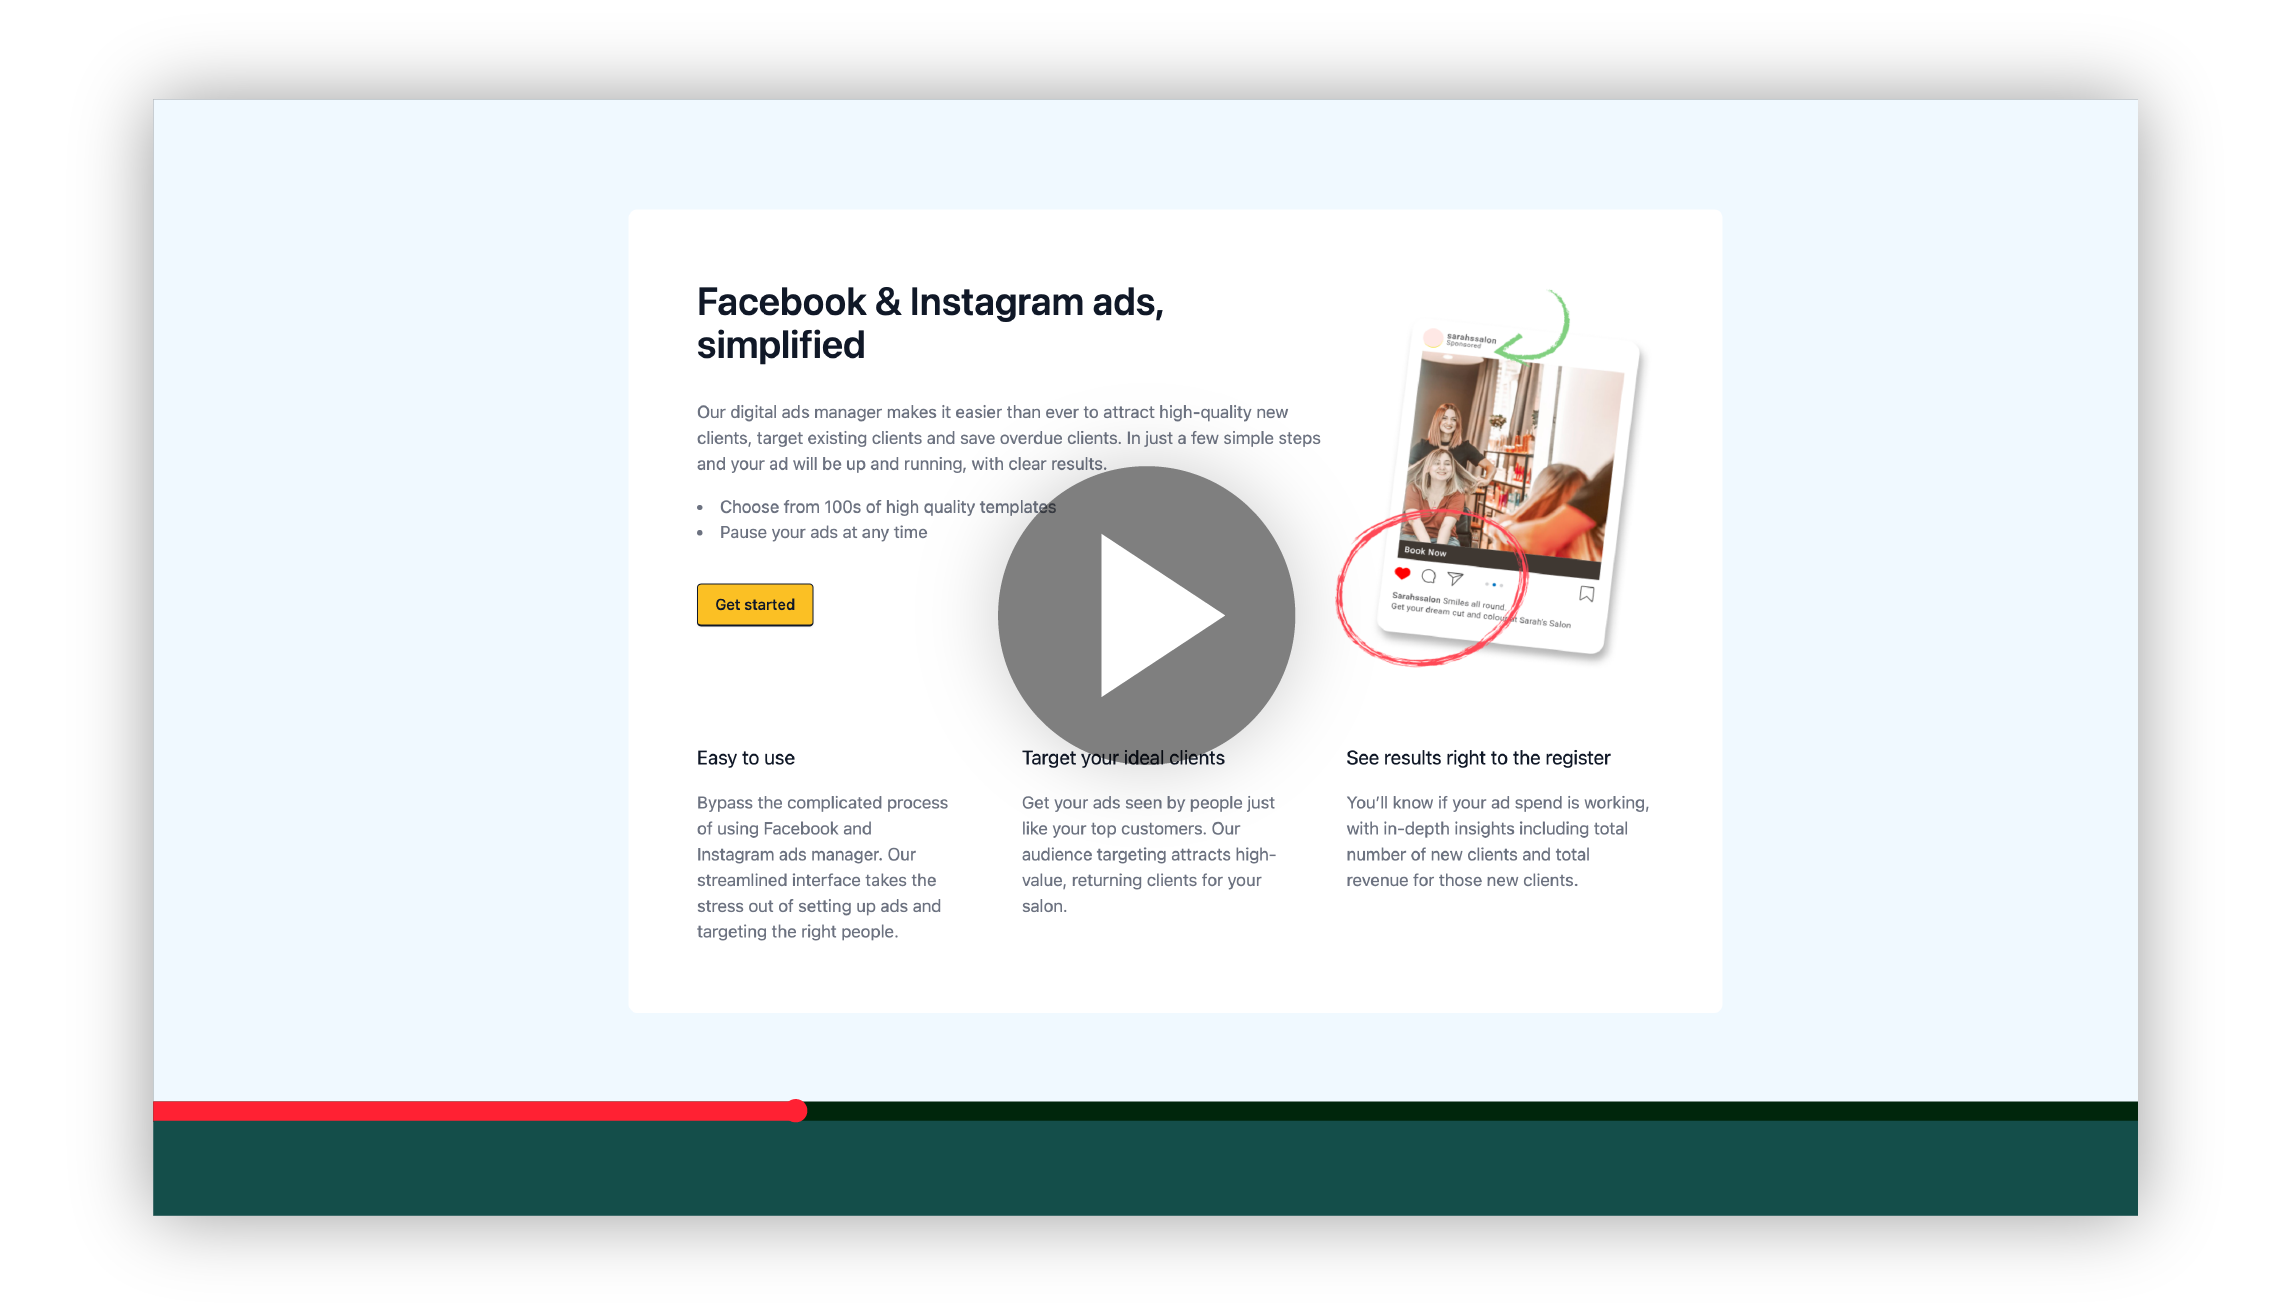 Facebook & Instagram ads,
simplified
Our digital ads manager makes it easier than ever to attract high-quality new
clients, target existing clients and save overdue clients. In just a few simple steps
and your ad will be up and running, with clear results.
• Choose from 100s of high quality templates
• Pause your ads at any time
Get started
sarahssalon
Sponsored
Book Now
Sarahssalon Smiles all round.
Get your dream cut and colour at Sarah's Salon
Easy to use
Bypass the complicated process
of using Facebook and
Instagram ads manager. Our
streamlined interface takes the
stress out of setting up ads and
targeting the right people.
Target your ideal clients
Get your ads seen by people just
like your top customers. Our
audience targeting attracts high-
value, returning clients for your
salon.
See results right to the register
You’ll know if your ad spend is working,
with in-depth insights including total
number of new clients and total
revenue for those new clients.